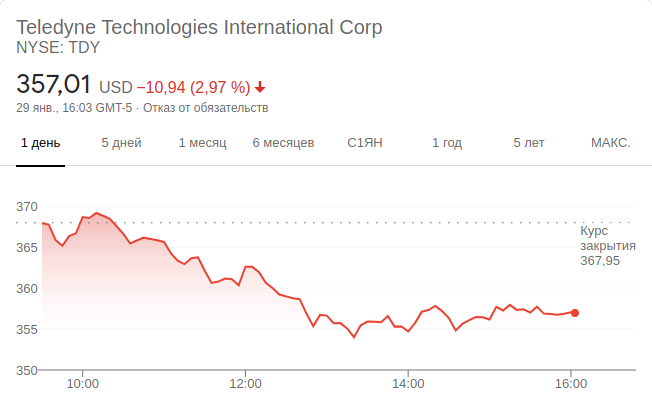 Teledyne Technologies International Corp
NYSE: TDY
357,01 USD −10,94 (2,97 %)
29 янв., 16:03 GMT-5 · Отказ от обязательств
1 день 5 дней 1 месяц 6 месяцев С1ЯН 1 год 5 лет МАКС.
370
Курс
закрытия
367,95
365
360
355
350
10:00 12:00 14:00 16:00